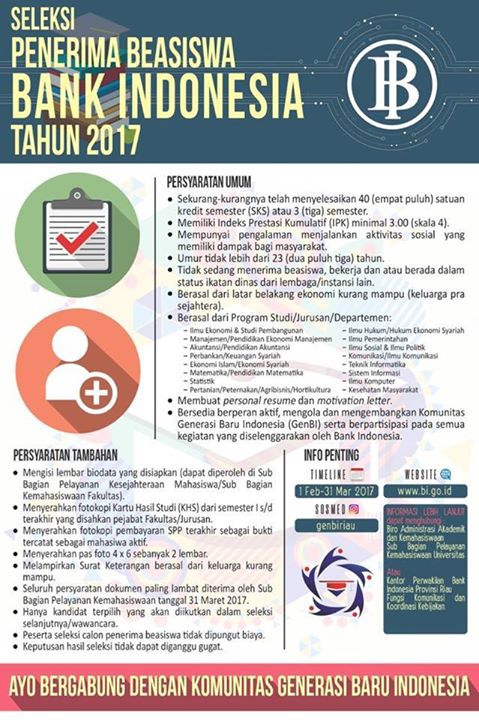 SELEKSI
PENERIMA BEASISWA
BANK INDONESIA
TAHUN 2017
PERSYARATAN UMUM
• Sekurang-kurangnya telah menyelesaikan 40 (empat puluh) satuan
kredit semester (SKS) atau 3 (tiga) semester.
• Memiliki Indeks Prestasi Kumulatif (IPK) minimal 3.00 (skala 4).
• Mempunyai pengalaman menjalankan aktivitas sosial yang
memiliki dampak bagi masyarakat.
• Umur tidak lebih dari 23 (dua puluh tiga) tahun.
• Tidak sedang menerima beasiswa, bekerja dan atau berada dalam
status ikatan dinas dari lembaga/instansi lain.
• Berasal dari latar belakang ekonomi kurang mampu (keluarga pra
sejahtera).
• Berasal dari Program Studi/Jurusan/Departemen:
– Ilmu Ekonomi & Studi Pembangunan
– Manajemen/Pendidikan Ekonomi Manajemen
– Akuntansi/Pendidikan Akuntansi
– Perbankan/Keuangan Syariah
– Ekonomi Islam/Ekonomi Syariah
– Matematika/Pendidikan Matematika
– Statistik
– Pertanian/Peternakan/Agribisnis/Hortikultura
– Ilmu Hukum/Hukum Ekonomi Syariah
– Ilmu Pemerintahan
– Ilmu Sosial & Ilmu Politik
– Komunikasi/Ilmu Komunikasi
– Teknik Informatika
– Sistem Informasi
– Ilmu Komputer
– Kesehatan Masyarakat
• Membuat personal resume dan motivation letter.
• Bersedia berperan aktif, mengola dan mengembangkan Komunitas
Generasi Baru Indonesia (GenBI) serta berpartisipasi pada semua
kegiatan yang diselenggarakan oleh Bank Indonesia.
PERSYARATAN TAMBAHAN
• Mengisi lembar biodata yang disiapkan (dapat diperoleh di Sub
Bagian Pelayanan Kesejahteraan Mahasiswa/Sub Bagian
Kemahasiswaan Fakultas).
• Menyerahkan fotokopi Kartu Hasil Studi (KHS) dari semester I s/d
terakhir yang disahkan pejabat Fakultas/Jurusan.
• Menyerahkan fotokopi pembayaran SPP terakhir sebagai bukti
tercatat sebagai mahasiwa aktif.
• Menyerahkan pas foto 4 x 6 sebanyak 2 lembar.
• Melampirkan Surat Keterangan berasal dari keluarga kurang
mampu.
• Seluruh persyaratan dokumen paling lambat diterima oleh Sub
Bagian Pelayanan Kemahasiswaan tanggal 31 Maret 2017.
• Hanya kandidat terpilih yang akan diikutkan dalam seleksi
selanjutnya/wawancara.
• Peserta seleksi calon penerima beasiswa tidak dipungut biaya.
• Keputusan hasil seleksi tidak dapat diganggu gugat.
INFO PENTING
TIMELINE
1 Feb-31 Mar 2017
SOSMED
genbiriau
WEBSITE
www.bi.go.id
INFORMASI LEBIH LANJUT
dapat menghubungi :
Biro Administrasi Akademik
dan Kemahasiswaan
Sub Bagian Pelayanan
Kemahasiswaan Universitas
Atau
Kantor Perwakilan Bank
Indonesia Provinsi Riau
Fungsi Komunikasi dan
Koordinasi Kebijakan
AYO BERGABUNG DENGAN KOMUNITAS GENERASI BARU INDONESIA